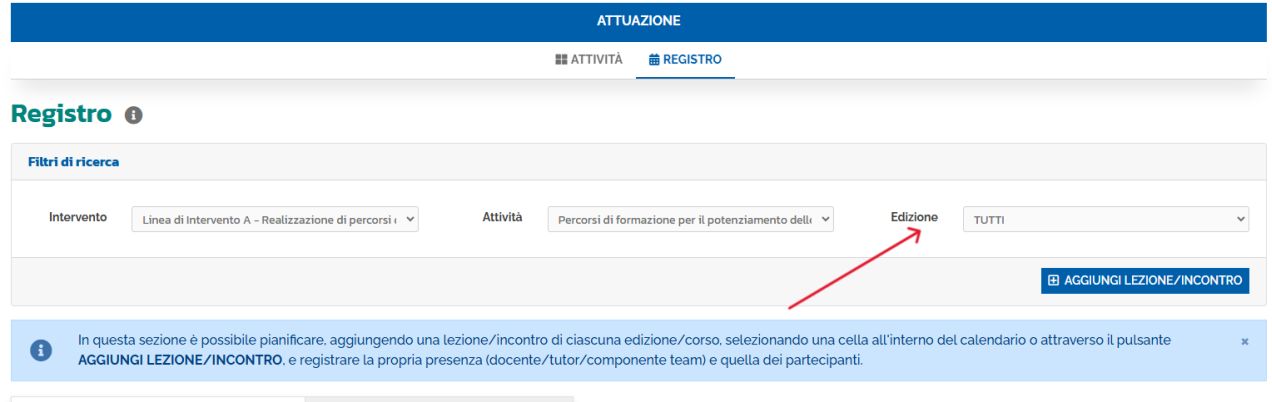 ATTUAZIONE
ATTIVITÀ REGISTRO
Registro
Filtri di ricerca
Intervento Linea di Intervento A - Realizzazione di percorsi Attività Percorsi di formazione per il potenziamento dell Edizione TUTTI
AGGIUNGI LEZIONE/INCONTRO
In questa sezione è possibile pianificare, aggiungendo una lezione/incontro di ciascuna edizione/corso, selezionando una cella all'interno del calendario o attraverso il pulsante
AGGIUNGI LEZIONE/INCONTRO, e registrare la propria presenza (docente/tutor/componente team) e quella dei partecipanti.